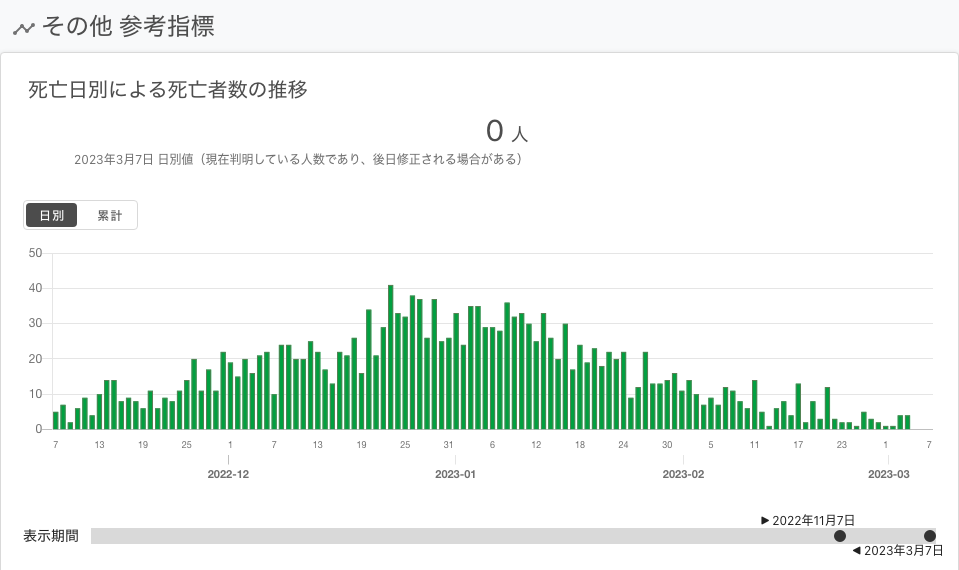 その他 参考指標
死亡日別による死亡者数の推移
0 人
2023年3月7日 日別値（現在判明している人数であり、後日修正される場合がある）
日別 累計
50
40
30
20
10
0
7 13 19 25 1 7 13 19 25 31 6 12 18 24 30 5 11 17 23 1 7
2022-12 2023-01 2023-02 2023-03
▶ 2022年11月7日
表示期間
◀ 2023年3月7日